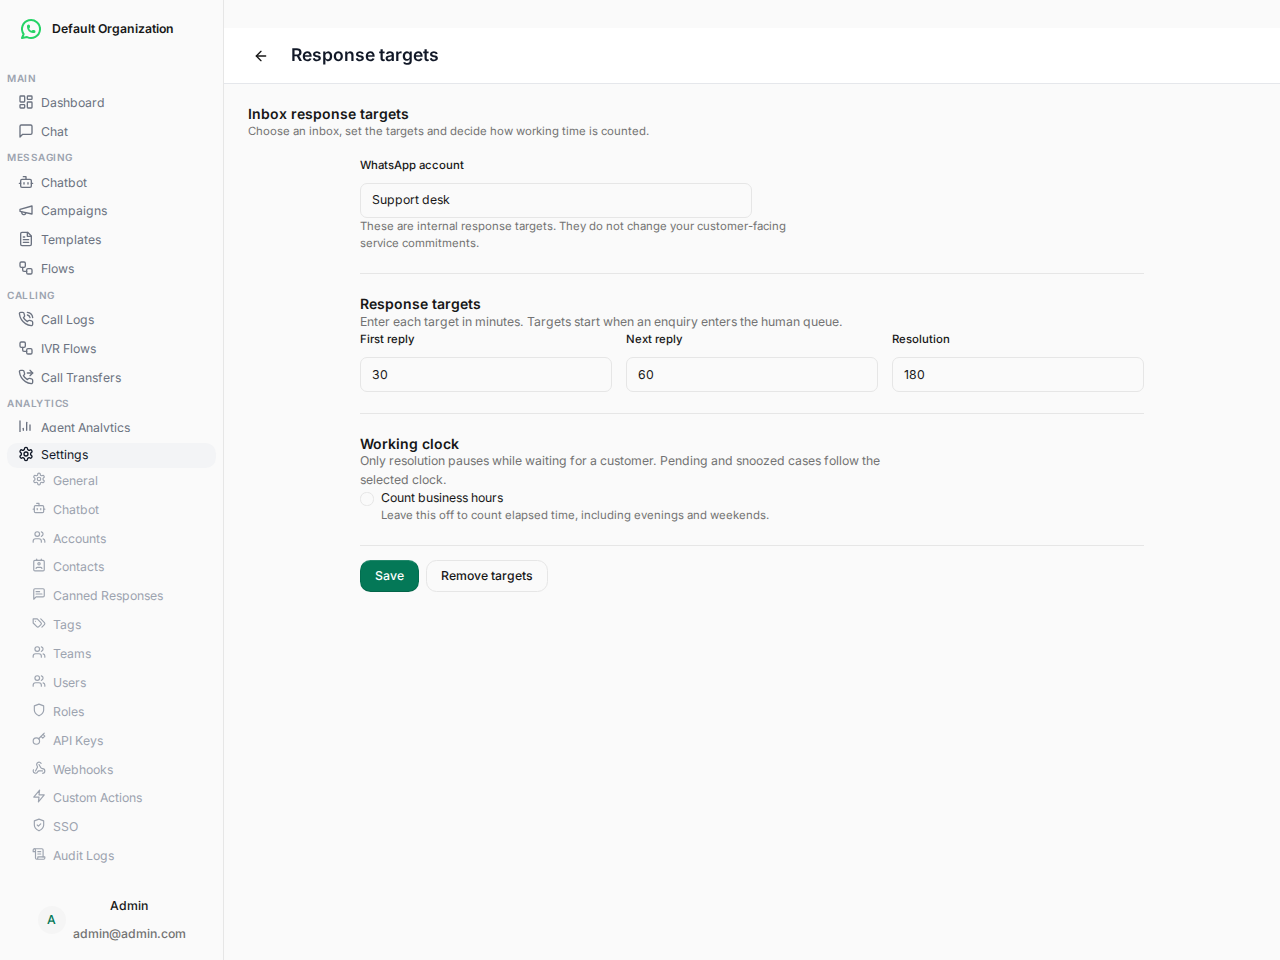 Default Organization
MAIN
Dashboard
Chat
MESSAGING
Chatbot
Campaigns
Templates
Flows
CALLING
Call Logs
IVR Flows
Call Transfers
ANALYTICS
Agent Analytics
Settings
General
Chatbot
Accounts
Contacts
Canned Responses
Tags
Teams
Users
Roles
API Keys
Webhooks
Custom Actions
SSO
Audit Logs
A
Admin
admin@admin.com
Response targets
Inbox response targets
Choose an inbox, set the targets and decide how working time is counted.
WhatsApp account
Support desk
These are internal response targets. They do not change your customer-facing
service commitments.
Response targets
Enter each target in minutes. Targets start when an enquiry enters the human queue.
First reply
Next reply
Resolution
30
60
180
Working clock
Only resolution pauses while waiting for a customer. Pending and snoozed cases follow the
selected clock.
Count business hours
Leave this off to count elapsed time, including evenings and weekends.
Save
Remove targets